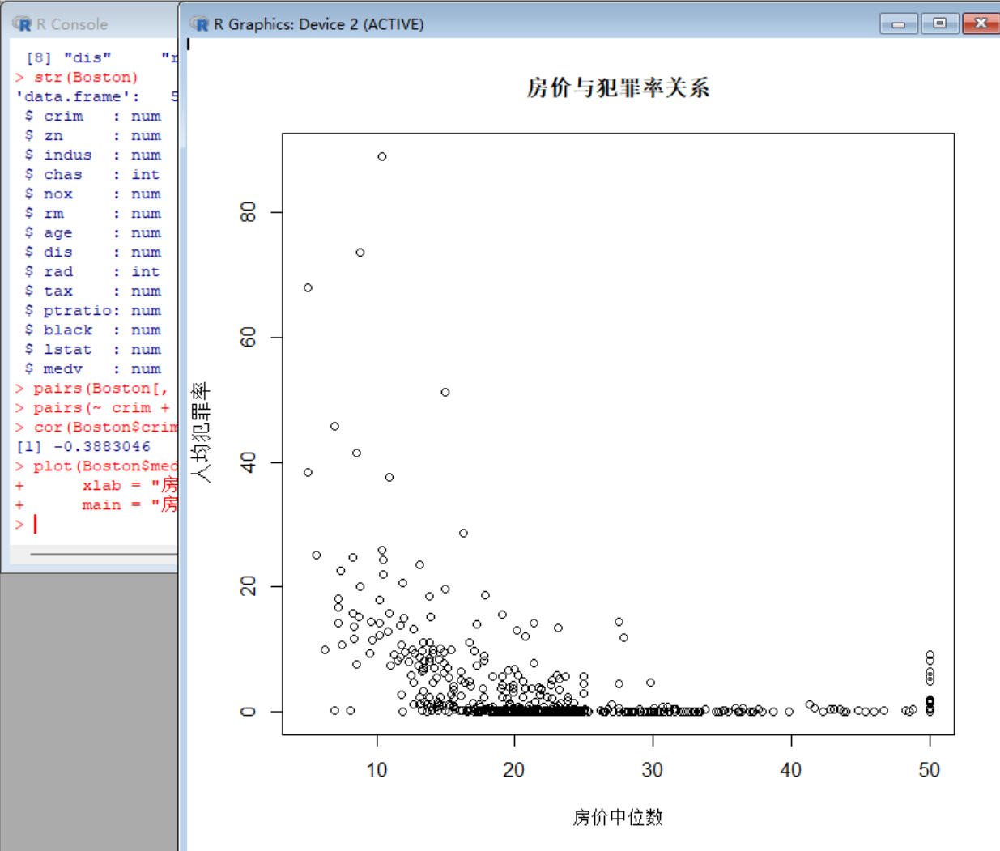 R Console
[8] "dis" "r
> str(Boston)
'data.frame': 5
$ crim : num
$ zn : num
$ indus : num
$ chas : int
$ nox : num
$ rm : num
$ age : num
$ dis : num
$ rad : int
$ tax : num
$ ptratio: num
$ black : num
$ lstat : num
$ medv : num
> pairs(Boston[,
> pairs(~ crim +
> cor(Boston$crim
[1] -0.3883046
> plot(Boston$med
+ xlab = "房
+ main = "房
>
R Graphics: Device 2 (ACTIVE)
房价与犯罪率关系
人均犯罪率
80
60
40
20
0
10 20 30 40 50
房价中位数